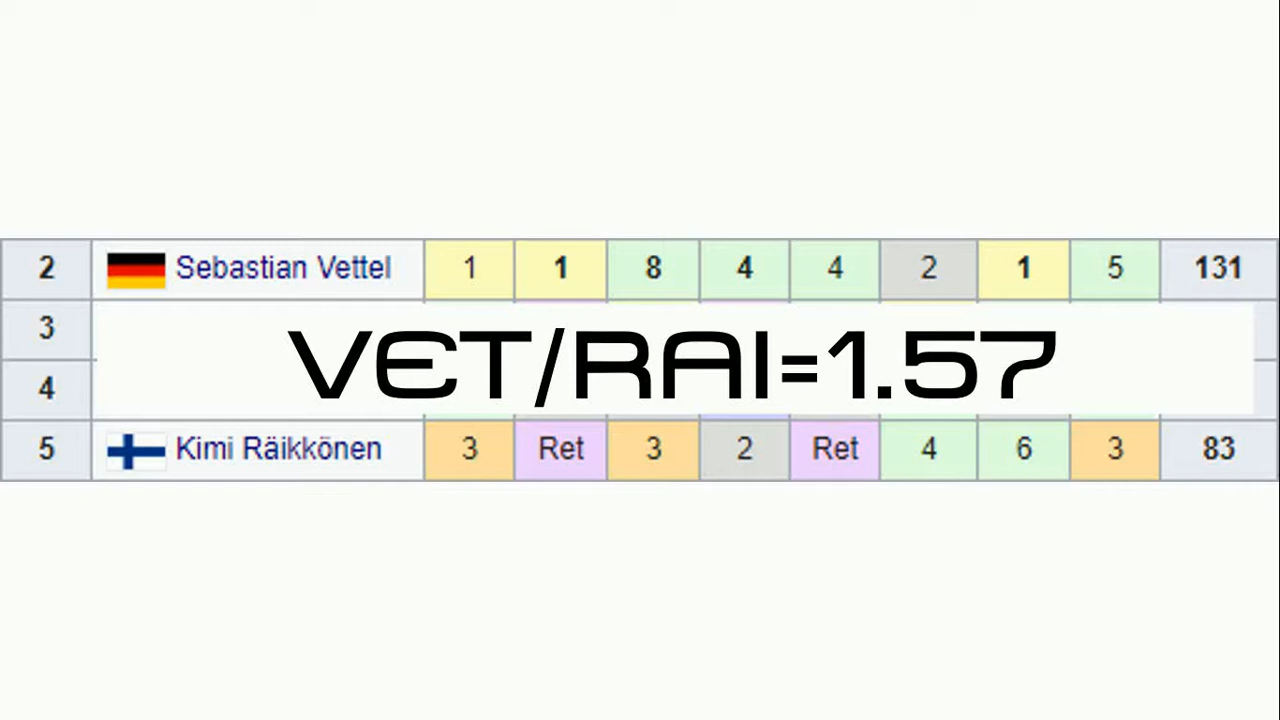 2 Sebastian Vettel 1 1 8 4 4 2 1 5 131
3
VET/RAI=1.57
4
5 Kimi Räikkönen 3 Ret 3 2 Ret 4 6 3 83